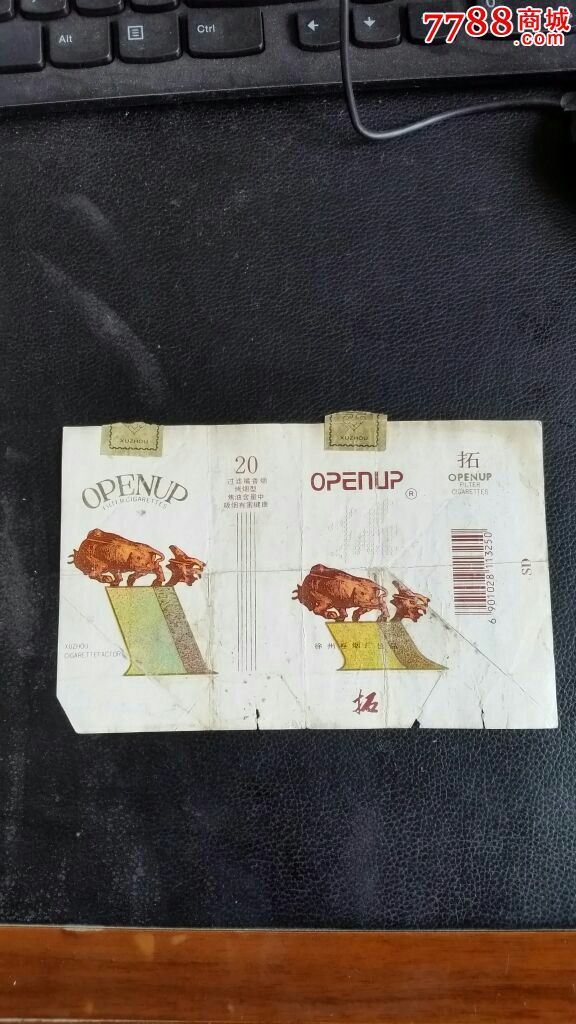 7788商城
.com
Alt
Ctrl
XUZHOU
XUZHOU
OPENUP
FILTER CIGARETTES
XUZHOU
CIGARETTEFACTORY
20
过滤嘴香烟
烤烟型
焦油含量中
吸烟有害健康
OPENUP
®
徐州卷烟厂出品
拓
拓
OPENUP
FILTER
CIGARETTES
6 901028 113250
SD